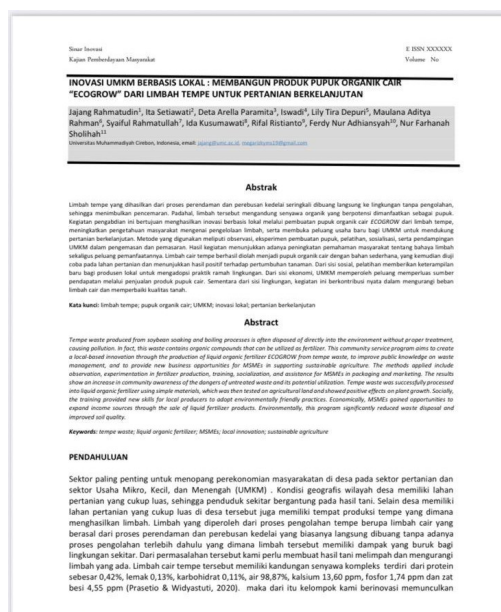 Sinar Inovasi
E ISSN XXXXXX
Kajian Pemberdayaan Masyarakat
Volume No
INOVASI UMKM BERBASIS LOKAL : MEMBANGUN PRODUK PUPUK ORGANIK CAIR
"ECOGROW" DARI LIMBAH TEMPE UNTUK PERTANIAN BERKELANJUTAN
Jajang Rahmatudin1, Ita Setiawati2, Deta Arella Paramita3, Iswadi4, Lily Tira Depuri5, Maulana Aditya
Rahman6, Syaiful Rahmatullah7, Ida Kusumawati8, Rifal Ristianto9, Ferdy Nur Adhiansyah10, Nur Farhanah
Sholihah11
Universitas Muhammadiyah Cirebon, Indonesia, email: jajang@umc.ac.id
Abstrak
Limbah tempe yang dihasilkan dari proses perendaman dan perebusan kedelai seringkali dibuang langsung ke lingkungan tanpa pengolahan,
sehingga menimbulkan pencemaran. Padahal, limbah tersebut mengandung senyawa organik yang berpotensi dimanfaatkan sebagai pupuk.
Kegiatan pengabdian ini bertujuan menghasilkan inovasi berbasis lokal melalui pembuatan pupuk organik cair ECOGROW dari limbah tempe,
meningkatkan pengetahuan masyarakat mengenai pengelolaan limbah, serta membuka peluang usaha baru bagi UMKM untuk mendukung
pertanian berkelanjutan. Metode yang digunakan meliputi observasi, eksperimen pembuatan pupuk, pelatihan, sosialisasi, serta pendampingan
UMKM dalam pengemasan dan pemasaran. Hasil kegiatan menunjukkan adanya peningkatan pemahaman masyarakat tentang bahaya limbah
sekaligus peluang pemanfaatannya. Limbah cair tempe berhasil diolah menjadi pupuk organik cair dengan bahan sederhana, yang kemudian diuji
coba pada lahan pertanian dan menunjukkan hasil positif terhadap pertumbuhan tanaman. Dari sisi sosial, pelatihan memberikan keterampilan
baru bagi produsen lokal untuk mengadopsi praktik ramah lingkungan. Dari sisi ekonomi, UMKM memperoleh peluang memperluas sumber
pendapatan melalui penjualan produk pupuk cair. Sementara dari sisi lingkungan, kegiatan ini berkontribusi nyata dalam mengurangi beban
limbah cair dan memperbaiki kualitas tanah.
Kata kunci: limbah tempe; pupuk organik cair; UMKM; inovasi lokal; pertanian berkelanjutan
Abstract
Tempe waste produced from soybean soaking and boiling processes is often disposed of directly into the environment without proper treatment,
causing pollution. In fact, this waste contains organic compounds that can be utilized as fertilizer. This community service program aims to create
a local-based innovation through the production of liquid organic fertilizer ECOGROW from tempe waste, to improve public knowledge on waste
management, and to provide new business opportunities for MSMEs in supporting sustainable agriculture. The methods applied include
observation, experimentation in fertilizer production, training, socialization, and assistance for MSMEs in packaging and marketing. The results
show an increase in community awareness of the dangers of untreated waste and its potential utilization. Tempe waste was successfully processed
into liquid organic fertilizer using simple materials, which was then tested on agricultural land and showed positive effects on plant growth. Socially,
the training provided new skills for local producers to adopt environmentally friendly practices. Economically, MSMEs gained opportunities to
expand income sources through the sale of liquid fertilizer products. Environmentally, this program significantly reduced waste disposal and
improved soil quality.
Keywords: tempe waste; liquid organic fertilizer; MSMEs; local innovation; sustainable agriculture
PENDAHULUAN
Sektor paling penting untuk menopang perekonomian masyarakatan di desa pada sektor pertanian dan
sektor Usaha Mikro, Kecil, dan Menengah (UMKM) . Kondisi geografis wilayah desa memiliki lahan
pertanian yang cukup luas, sehingga penduduk sekitar bergantung pada hasil tani. Selain desa memiliki
lahan pertanian yang cukup luas di desa tersebut juga memiliki tempat produksi tempe yang dimana
menghasilkan limbah. Limbah yang diperoleh dari proses pengolahan tempe berupa limbah cair yang
berasal dari proses perendaman dan perebusan kedelai yang biasanya langsung dibuang tanpa adanya
proses pengolahan terlebih dahulu yang dimana limbah tersebut memiliki dampak yang buruk bagi
lingkungan sekitar. Dari permasalahan tersebut kami perlu membuat hasil tani melimpah dan mengurangi
limbah yang ada. Limbah cair tempe tersebut memiliki kandungan senyawa kompleks terdiri dari protein
sebesar 0,42%, lemak 0,13%, karbohidrat 0,11%, air 98,87%, kalsium 13,60 ppm, fosfor 1,74 ppm dan zat
besi 4,55 ppm (Prasetio & Widyastuti, 2020). maka dari itu kelompok kami berinovasi memunculkan